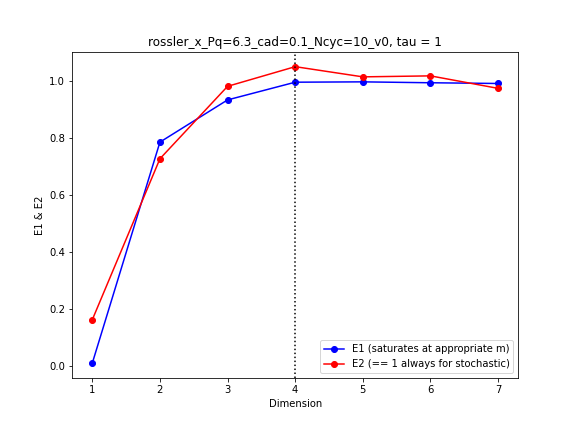 rossler_x_Pq=6.3_cad=0.1_Ncyc=10_v0, tau = 1
E1 & E2
1.0
0.8
0.6
0.4
0.2
0.0
E1 (saturates at appropriate m)
E2 (== 1 always for stochastic)
1 2 3 4 5 6 7
Dimension